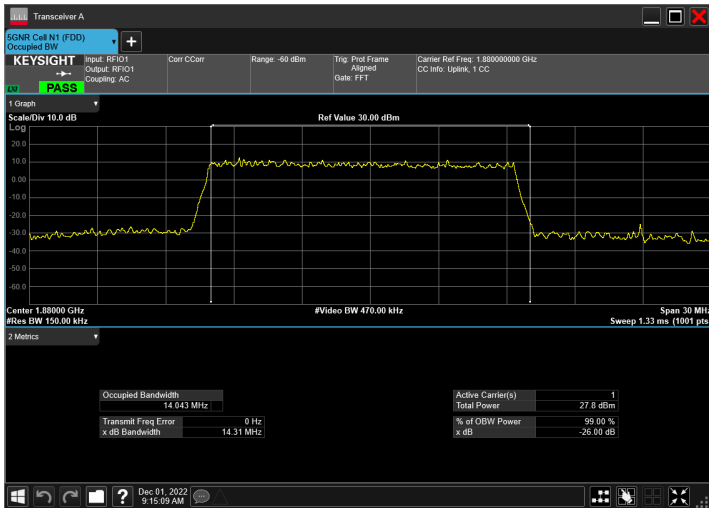 Transceiver A
5GNR Cell N1 (FDD)
Occupied BW
+
KEYSIGHT
LXI
PASS
Input: RFIO1
Output: RFIO1
Coupling: AC
Corr CCorr
Range: -60 dBm
Trig: Prot Frame
Aligned
Gate: FFT
Carrier Ref Freq: 1.880000000 GHz
CC Info: Uplink, 1 CC
1 Graph
Scale/Div 10.0 dB
Ref Value 30.00 dBm
Log
20.0
10.0
0.00
-10.0
-20.0
-30.0
-40.0
-50.0
-60.0
Center 1.88000 GHz
#Video BW 470.00 kHz
Span 30 MHz
#Res BW 150.00 kHz
Sweep 1.33 ms (1001 pts
2 Metrics
Occupied Bandwidth
14.043 MHz
Transmit Freq Error 0 Hz
x dB Bandwidth 14.31 MHz
Active Carrier(s) 1
Total Power 27.8 dBm
% of OBW Power 99.00 %
x dB -26.00 dB
?
Dec 01, 2022
9:15:09 AM